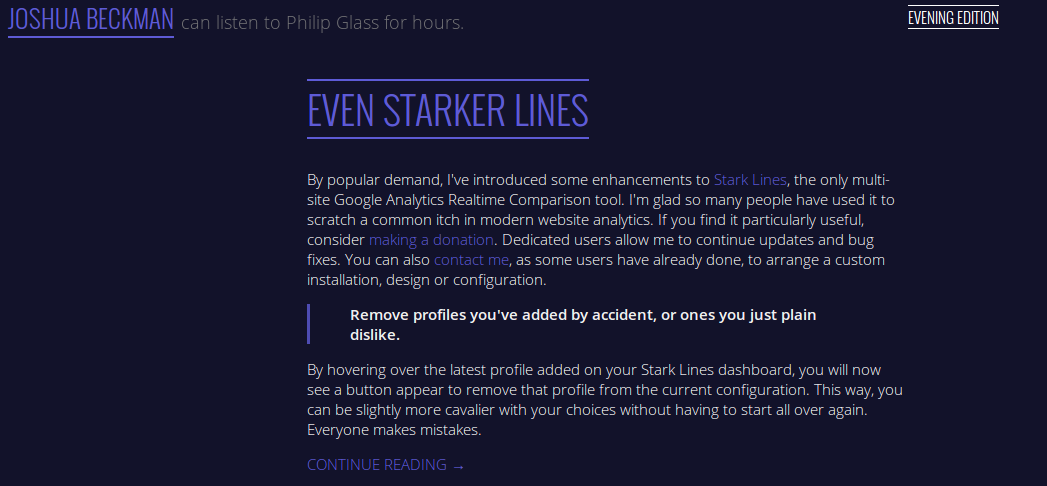 JOSHUA BECKMAN can listen to Philip Glass for hours.
EVENING EDITION
EVEN STARKER LINES
By popular demand, I've introduced some enhancements to Stark Lines, the only multi-
site Google Analytics Realtime Comparison tool. I'm glad so many people have used it to
scratch a common itch in modern website analytics. If you find it particularly useful,
consider making a donation. Dedicated users allow me to continue updates and bug
fixes. You can also contact me, as some users have already done, to arrange a custom
installation, design or configuration.
Remove profiles you've added by accident, or ones you just plain
dislike.
By hovering over the latest profile added on your Stark Lines dashboard, you will now
see a button appear to remove that profile from the current configuration. This way, you
can be slightly more cavalier with your choices without having to start all over again.
Everyone makes mistakes.
CONTINUE READING →